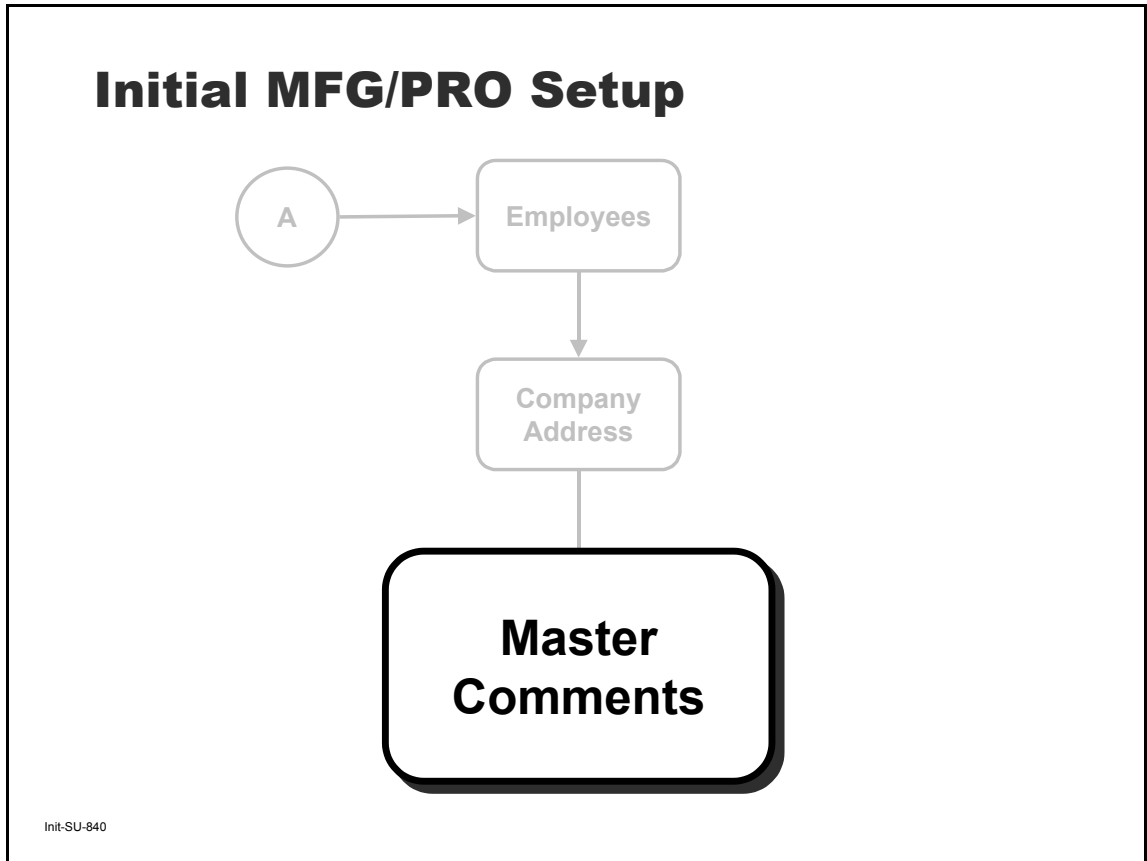 Initial MFG/PRO Setup
A
Employees
Company
Address
Master
Comments
Init-SU-840